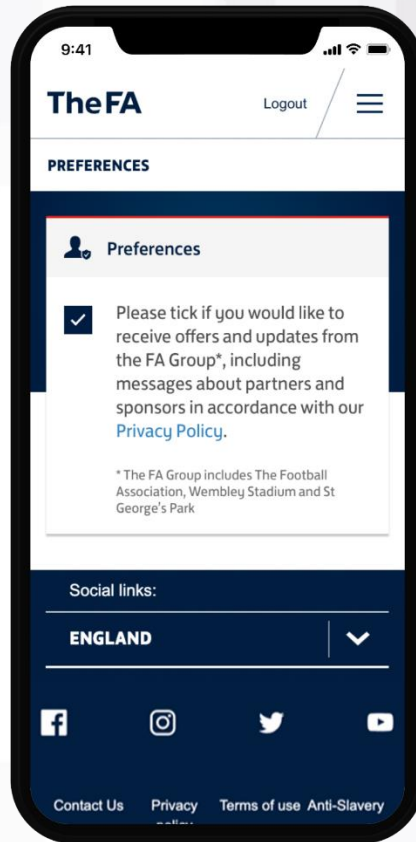 9:41
TheFA
Logout
PREFERENCES
Preferences
Please tick if you would like to
receive offers and updates from
the FA Group*, including
messages about partners and
sponsors in accordance with our
Privacy Policy.
* The FA Group includes The Football
Association, Wembley Stadium and St
George's Park
Social links:
ENGLAND
Contact Us Privacy Terms of use Anti-Slavery
policy